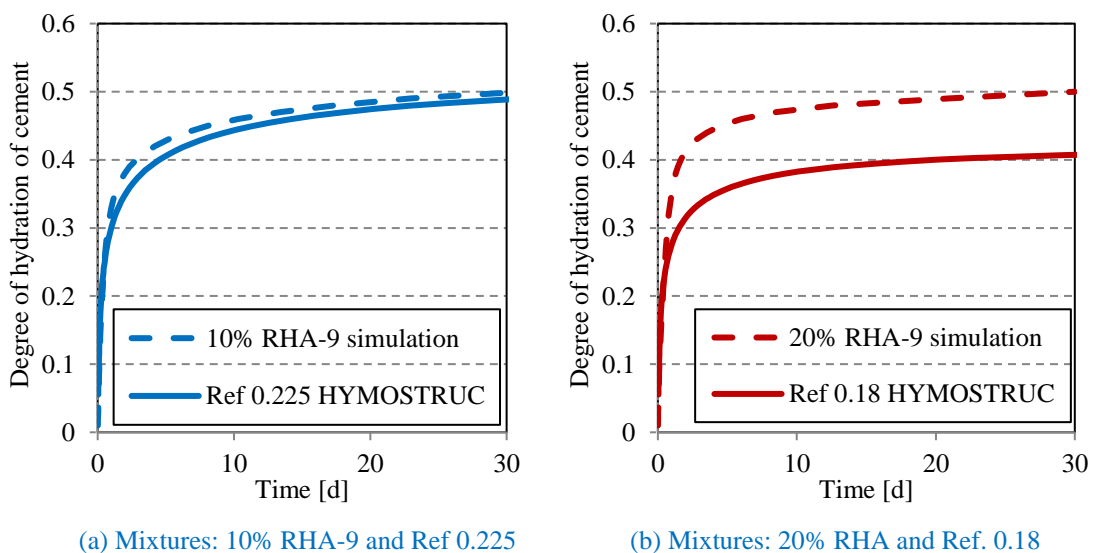 0.6
0.5
0.4
0.3
0.2
0.1
0
Degree of hydration of cement
10% RHA-9 simulation
Ref 0.225 HYMOSTRUC
0 10 20 30
Time [d]
(a) Mixtures: 10% RHA-9 and Ref 0.225
0.6
0.5
0.4
0.3
0.2
0.1
0
Degree of hydration of cement
20% RHA-9 simulation
Ref 0.18 HYMOSTRUC
0 10 20 30
Time [d]
(b) Mixtures: 20% RHA and Ref. 0.18